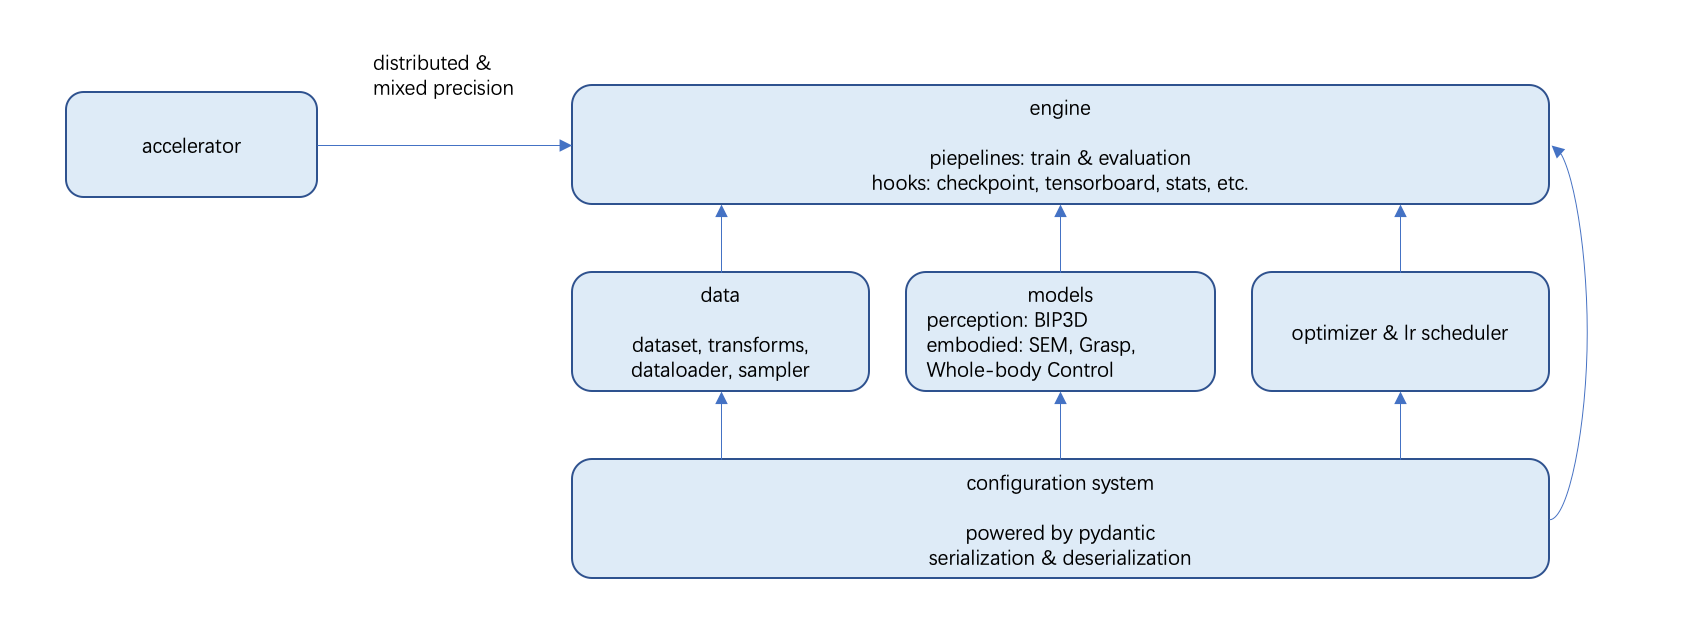 distributed &
mixed precision
accelerator
engine
piepelines: train & evaluation
hooks: checkpoint, tensorboard, stats, etc.
data
dataset, transforms,
dataloader, sampler
models
perception: BIP3D
embodied: SEM, Grasp,
Whole-body Control
optimizer & lr scheduler
configuration system
powered by pydantic
serialization & deserialization